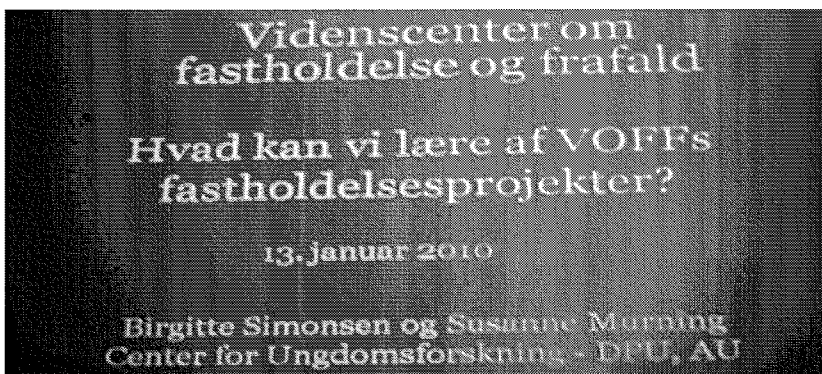 Videnscenter om
fastholdelse og frafald
Hvad kan vi lære af VOFFs
fastholdelsesprojekter?
13. januar 2010
Birgitte Simonsen og Susanne Murning
Center for Ungdomsforskning - DPU, AU